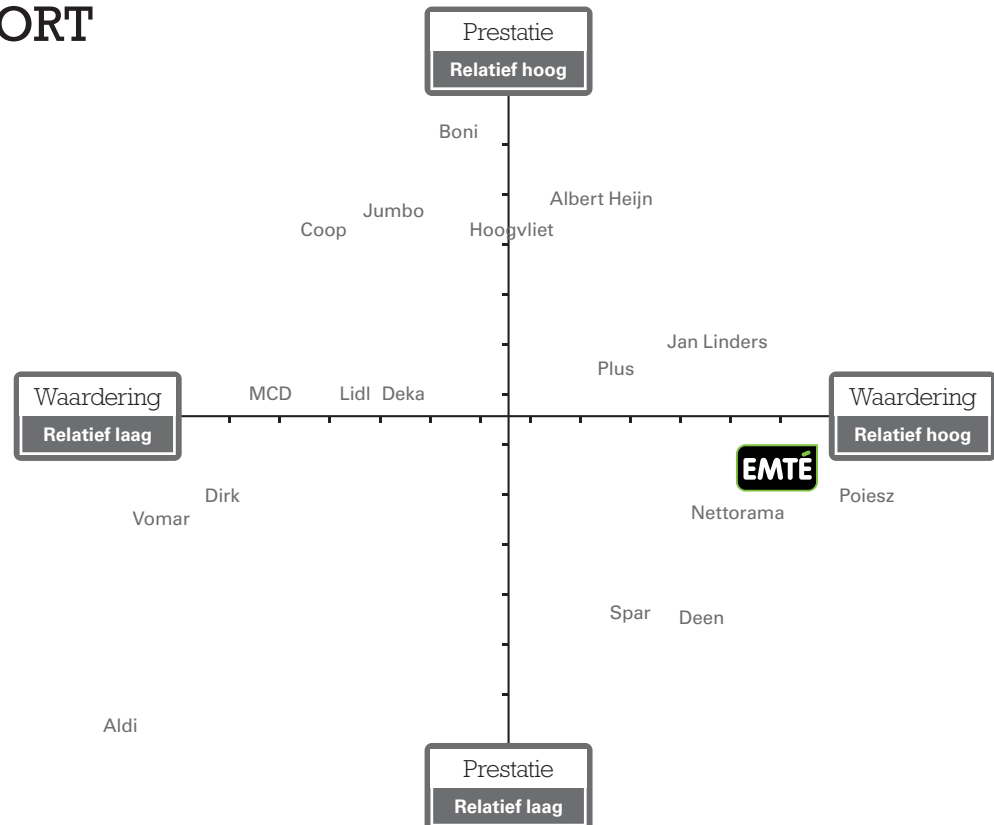 ORT
Prestatie
Relatief hoog
Boni
Albert Heijn
Jumbo
Coop
Hoogvliet
Jan Linders
Plus
Waardering
Relatief laag
MCD
Lidl
Deka
Waardering
Relatief hoog
EMTÉ
Dirk
Poiesz
Vomar
Nettorama
Spar
Deen
Aldi
Prestatie
Relatief laag